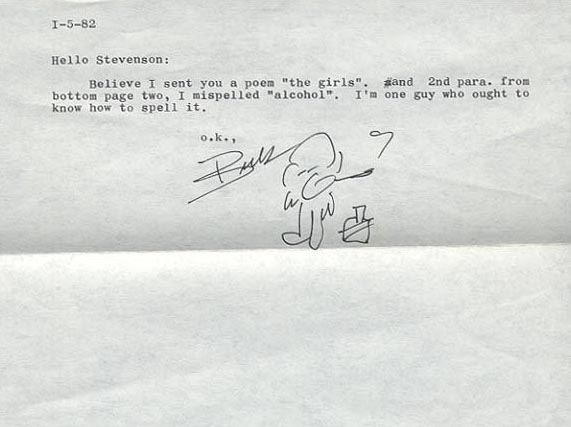 I-5-82
Hello Stevenson:
Believe I sent you a poem "the girls". and 2nd para. from
bottom page two, I mispelled "alcohol". I'm one guy who ought to
know how to spell it.
o.k.,
Buk